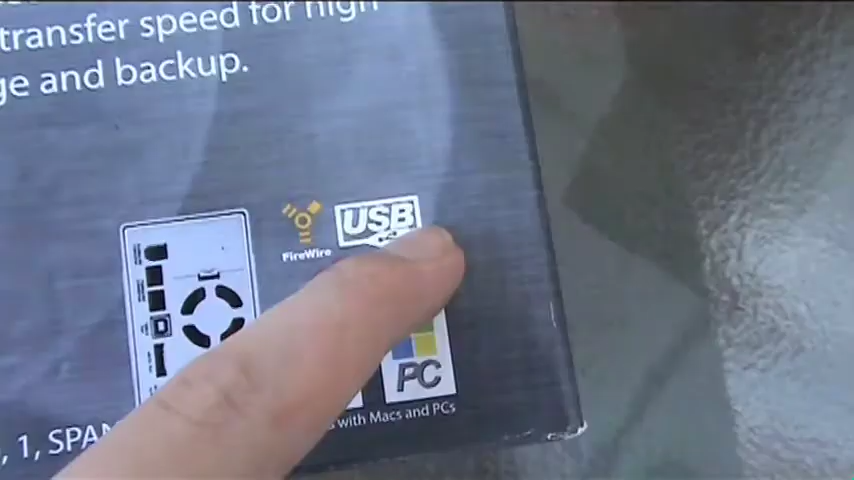 transfer speed for high
ge and backup.
USB
FireWire
PC
with Macs and PCs
, 1, SPAN